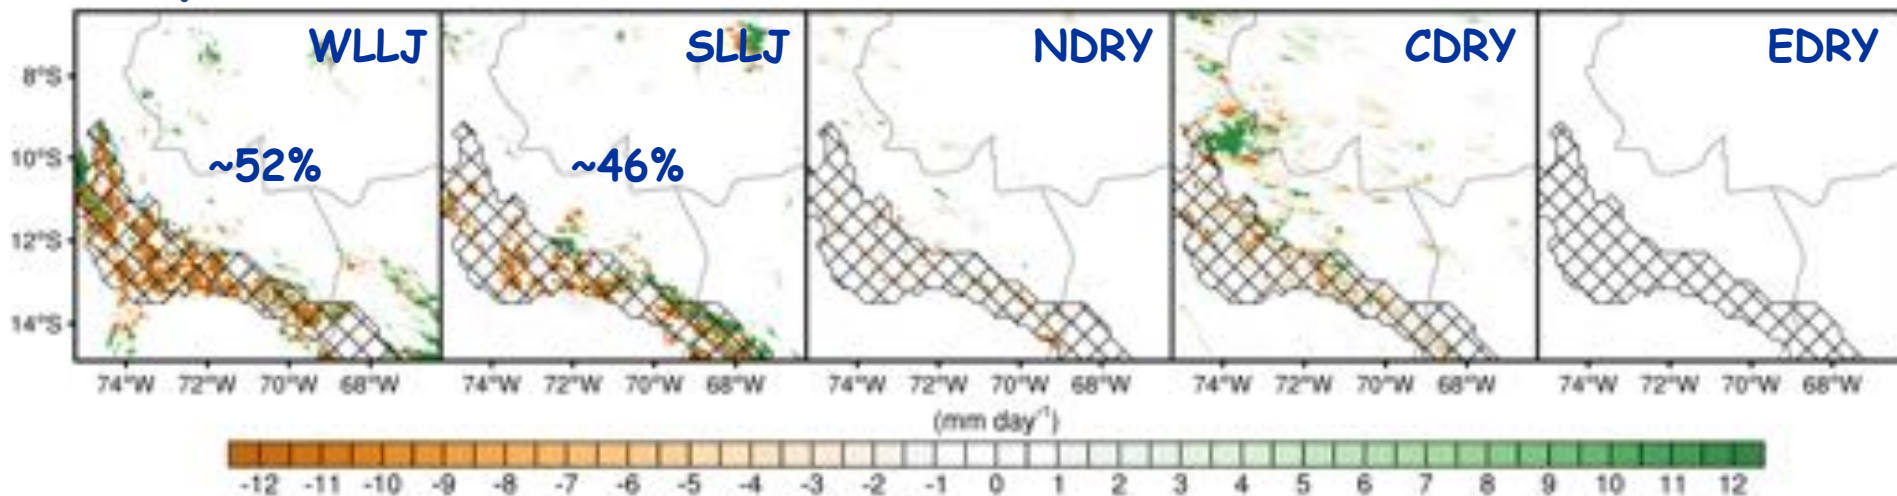 WLLJ SLLJ NDRY CDRY EDRY
8°S
10°S
~52% ~46%
12°S
14°S
74°W 72°W 70°W 68°W 74°W 72°W 70°W 68°W 74°W 72°W 70°W 68°W 74°W 72°W 70°W 68°W 74°W 72°W 70°W 68°W
(mm day⁻¹)
-12 -11 -10 -9 -8 -7 -6 -5 -4 -3 -2 -1 0 1 2 3 4 5 6 7 8 9 10 11 12